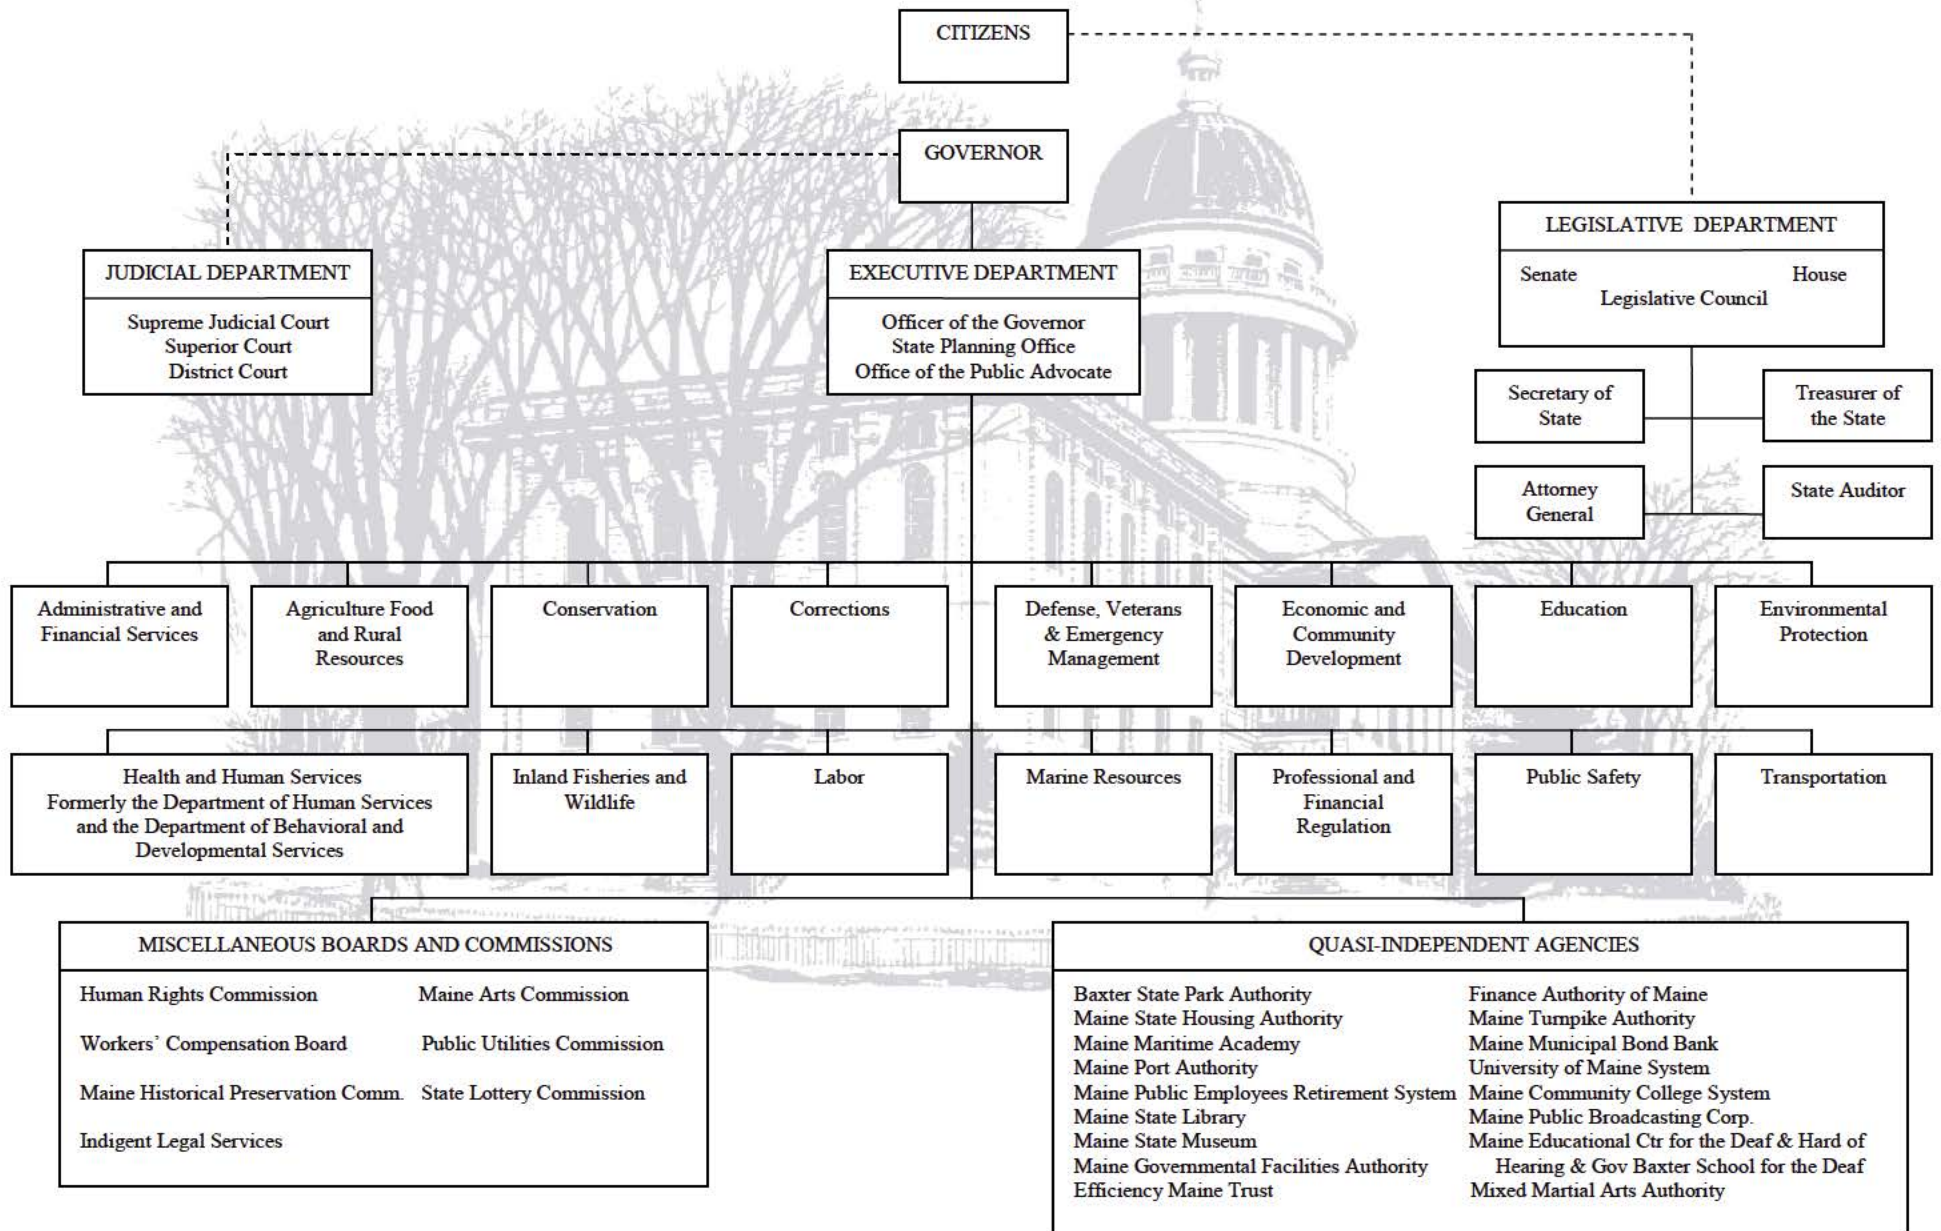 CITIZENS
GOVERNOR
JUDICIAL DEPARTMENT
Supreme Judicial Court
Superior Court
District Court
EXECUTIVE DEPARTMENT
Officer of the Governor
State Planning Office
Office of the Public Advocate
LEGISLATIVE DEPARTMENT
Senate House
Legislative Council
Secretary of
State
Treasurer of
the State
Attorney
General
State Auditor
Administrative and
Financial Services
Agriculture Food
and Rural
Resources
Conservation
Corrections
Defense, Veterans
& Emergency
Management
Economic and
Community
Development
Education
Environmental
Protection
Health and Human Services
Formerly the Department of Human Services
and the Department of Behavioral and
Developmental Services
Inland Fisheries and
Wildlife
Labor
Marine Resources
Professional and
Financial
Regulation
Public Safety
Transportation
MISCELLANEOUS BOARDS AND COMMISSIONS
Human Rights Commission Maine Arts Commission
Workers' Compensation Board Public Utilities Commission
Maine Historical Preservation Comm. State Lottery Commission
Indigent Legal Services
QUASI-INDEPENDENT AGENCIES
Baxter State Park Authority Finance Authority of Maine
Maine State Housing Authority Maine Turnpike Authority
Maine Maritime Academy Maine Municipal Bond Bank
Maine Port Authority University of Maine System
Maine Public Employees Retirement System Maine Community College System
Maine State Library Maine Public Broadcasting Corp.
Maine State Museum Maine Educational Ctr for the Deaf & Hard of
Maine Governmental Facilities Authority Hearing & Gov Baxter School for the Deaf
Efficiency Maine Trust Mixed Martial Arts Authority